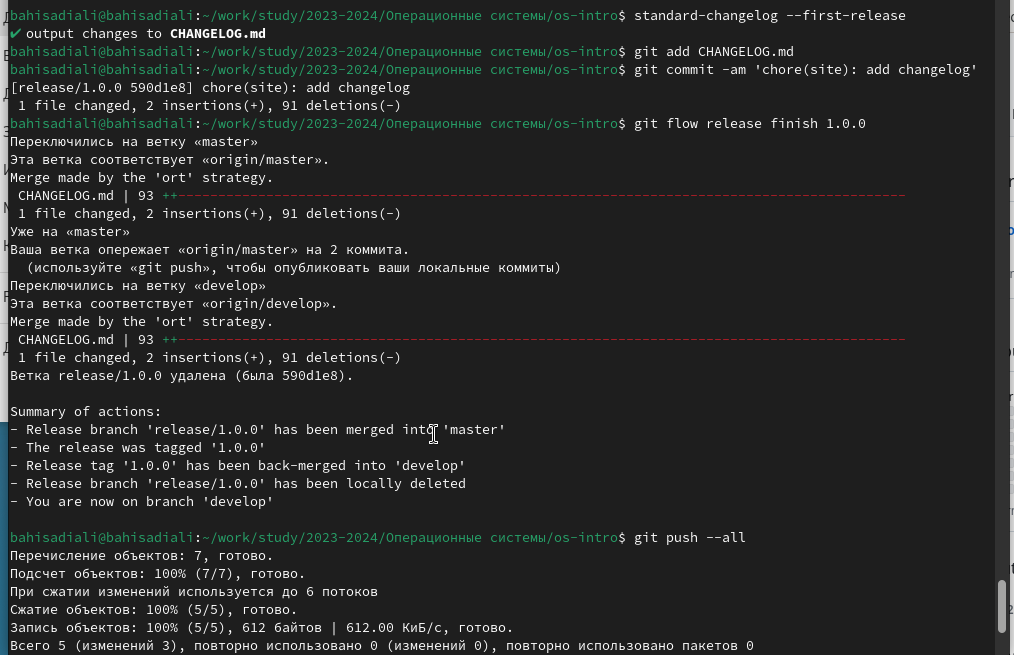 bahisadiali@bahisadiali:~/work/study/2023-2024/Операционные системы/os-intro$ standard-changelog --first-release
✔ output changes to CHANGELOG.md
bahisadiali@bahisadiali:~/work/study/2023-2024/Операционные системы/os-intro$ git add CHANGELOG.md
bahisadiali@bahisadiali:~/work/study/2023-2024/Операционные системы/os-intro$ git commit -am 'chore(site): add changelog'
[release/1.0.0 590d1e8] chore(site): add changelog
 1 file changed, 2 insertions(+), 91 deletions(-)
bahisadiali@bahisadiali:~/work/study/2023-2024/Операционные системы/os-intro$ git flow release finish 1.0.0
Переключились на ветку «master»
Эта ветка соответствует «origin/master».
Merge made by the 'ort' strategy.
 CHANGELOG.md | 93 ++-------------------------------------------------------------------------------------------
 1 file changed, 2 insertions(+), 91 deletions(-)
Уже на «master»
Ваша ветка опережает «origin/master» на 2 коммита.
  (используйте «git push», чтобы опубликовать ваши локальные коммиты)
Переключились на ветку «develop»
Эта ветка соответствует «origin/develop».
Merge made by the 'ort' strategy.
 CHANGELOG.md | 93 ++-------------------------------------------------------------------------------------------
 1 file changed, 2 insertions(+), 91 deletions(-)
Ветка release/1.0.0 удалена (была 590d1e8).
Summary of actions:
- Release branch 'release/1.0.0' has been merged into 'master'
- The release was tagged '1.0.0'
- Release tag '1.0.0' has been back-merged into 'develop'
- Release branch 'release/1.0.0' has been locally deleted
- You are now on branch 'develop'
bahisadiali@bahisadiali:~/work/study/2023-2024/Операционные системы/os-intro$ git push --all
Перечисление объектов: 7, готово.
Подсчет объектов: 100% (7/7), готово.
При сжатии изменений используется до 6 потоков
Сжатие объектов: 100% (5/5), готово.
Запись объектов: 100% (5/5), 612 байтов | 612.00 КиБ/с, готово.
Всего 5 (изменений 3), повторно использовано 0 (изменений 0), повторно использовано пакетов 0